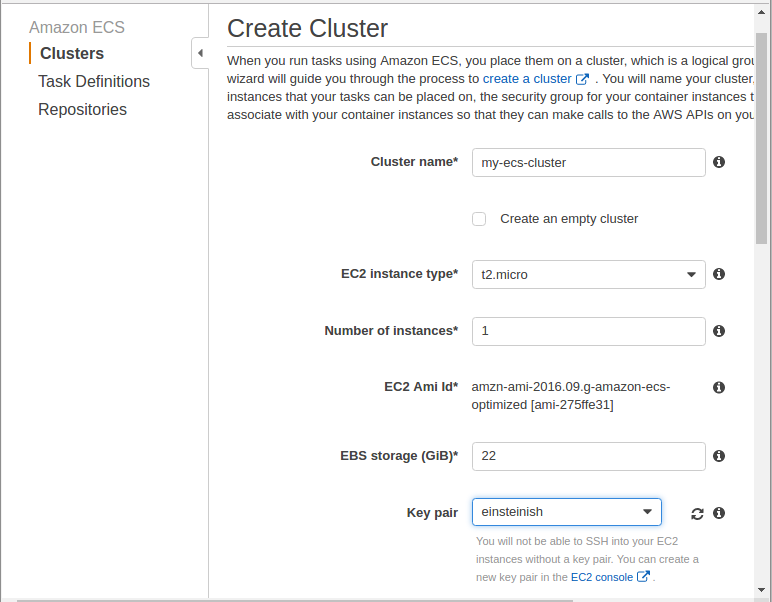 Amazon ECS
Clusters
Task Definitions
Repositories
Create Cluster
When you run tasks using Amazon ECS, you place them on a cluster, which is a logical
wizard will guide you through the process to create a cluster . You will name your cluster,
instances that your tasks can be placed on, the security group for your container instances
associate with your container instances so that they can make calls to the AWS APIs on
Cluster name*
my-ecs-cluster
Create an empty cluster
EC2 instance type*
t2.micro
Number of instances*
1
EC2 Ami Id*
amzn-ami-2016.09.g-amazon-ecs-
optimized [ami-275ffe31]
EBS storage (GiB)*
22
Key pair
einsteinish
You will not be able to SSH into your EC2
instances without a key pair. You can create a
new key pair in the EC2 console .